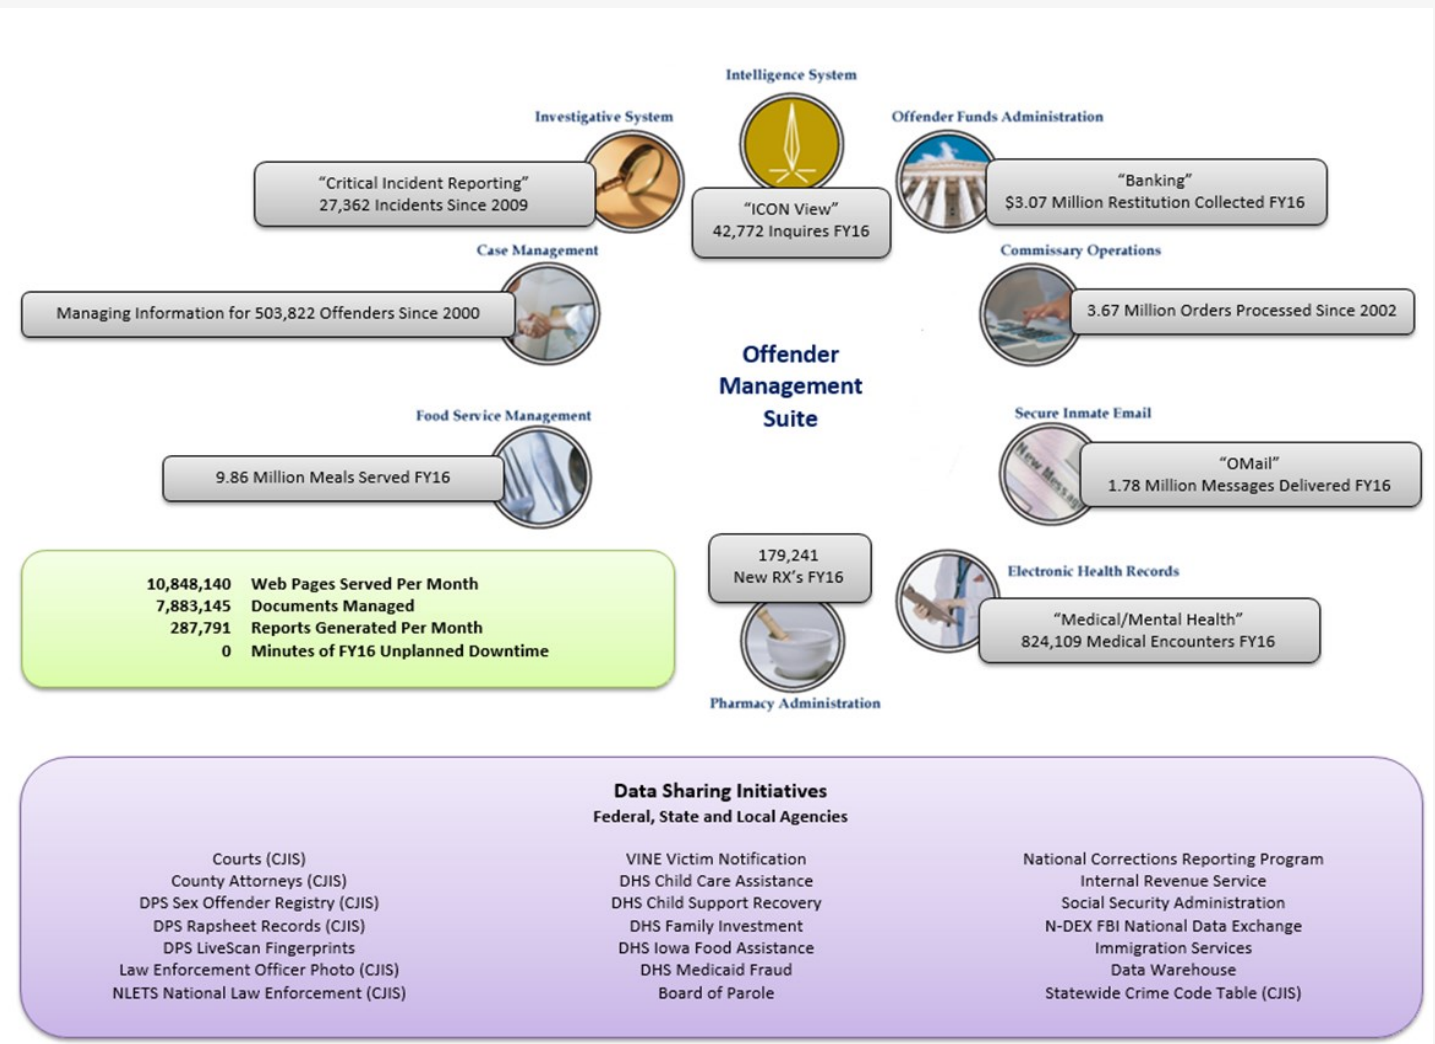 Intelligence System
Investigative System
Offender Funds Administration
“Critical Incident Reporting”
27,362 Incidents Since 2009
“ICON View”
42,772 Inquires FY16
“Banking”
$3.07 Million Restitution Collected FY16
Case Management
Commissary Operations
Managing Information for 503,822 Offenders Since 2000
3.67 Million Orders Processed Since 2002
Offender
Management
Suite
Food Service Management
Secure Inmate Email
9.86 Million Meals Served FY16
New Message
“OMail”
1.78 Million Messages Delivered FY16
10,848,140 Web Pages Served Per Month
7,883,145 Documents Managed
287,791 Reports Generated Per Month
0 Minutes of FY16 Unplanned Downtime
179,241
New RX’s FY16
Pharmacy Administration
Electronic Health Records
“Medical/Mental Health”
824,109 Medical Encounters FY16
Data Sharing Initiatives
Federal, State and Local Agencies
Courts (CJIS)
County Attorneys (CJIS)
DPS Sex Offender Registry (CJIS)
DPS Rapsheet Records (CJIS)
DPS LiveScan Fingerprints
Law Enforcement Officer Photo (CJIS)
NLETS National Law Enforcement (CJIS)
VINE Victim Notification
DHS Child Care Assistance
DHS Child Support Recovery
DHS Family Investment
DHS Iowa Food Assistance
DHS Medicaid Fraud
Board of Parole
National Corrections Reporting Program
Internal Revenue Service
Social Security Administration
N-DEX FBI National Data Exchange
Immigration Services
Data Warehouse
Statewide Crime Code Table (CJIS)